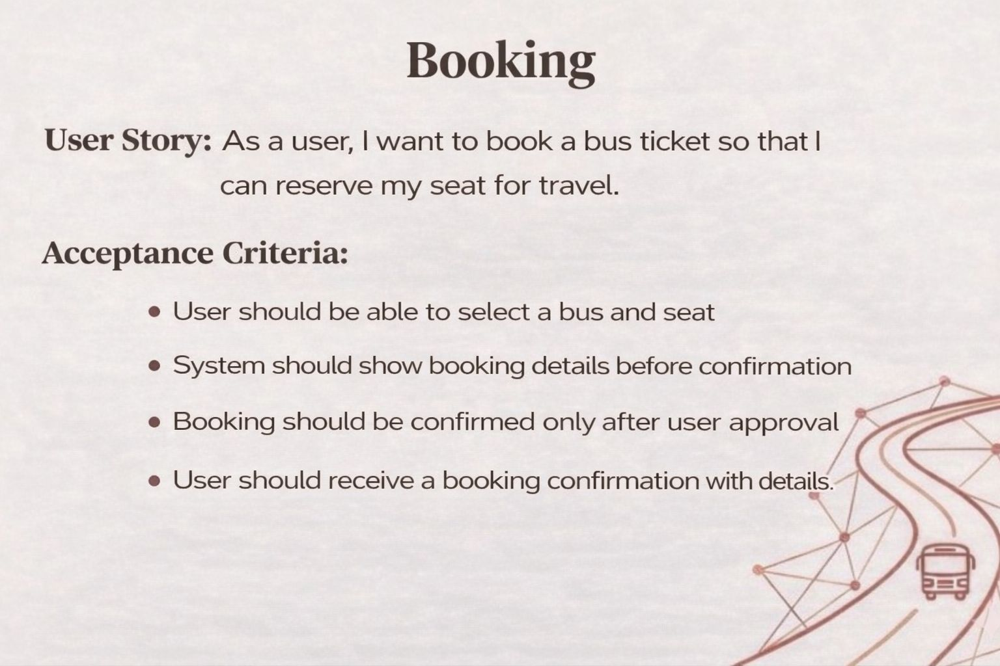 Booking
User Story: As a user, I want to book a bus ticket so that I
can reserve my seat for travel.
Acceptance Criteria:
• User should be able to select a bus and seat
• System should show booking details before confirmation
• Booking should be confirmed only after user approval
• User should receive a booking confirmation with details.